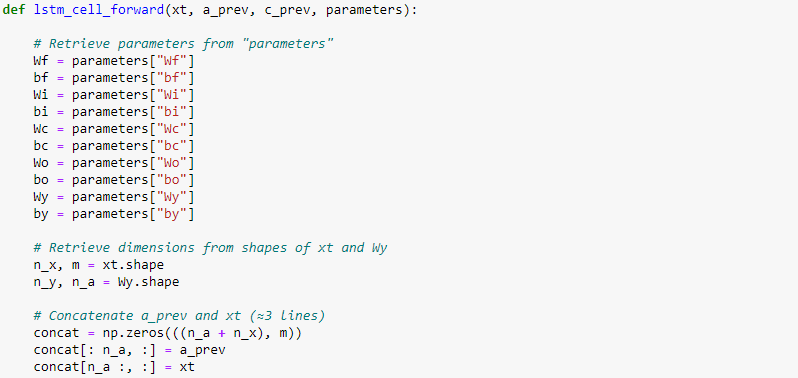 def lstm_cell_forward(xt, a_prev, c_prev, parameters):
# Retrieve parameters from "parameters"
Wf = parameters["Wf"]
bf = parameters["bf"]
Wi = parameters["Wi"]
bi = parameters["bi"]
Wc = parameters["Wc"]
bc = parameters["bc"]
Wo = parameters["Wo"]
bo = parameters["bo"]
Wy = parameters["Wy"]
by = parameters["by"]
# Retrieve dimensions from shapes of xt and Wy
n_x, m = xt.shape
n_y, n_a = Wy.shape
# Concatenate a_prev and xt (≈3 lines)
concat = np.zeros(((n_a + n_x), m))
concat[: n_a, :] = a_prev
concat[n_a :, :] = xt